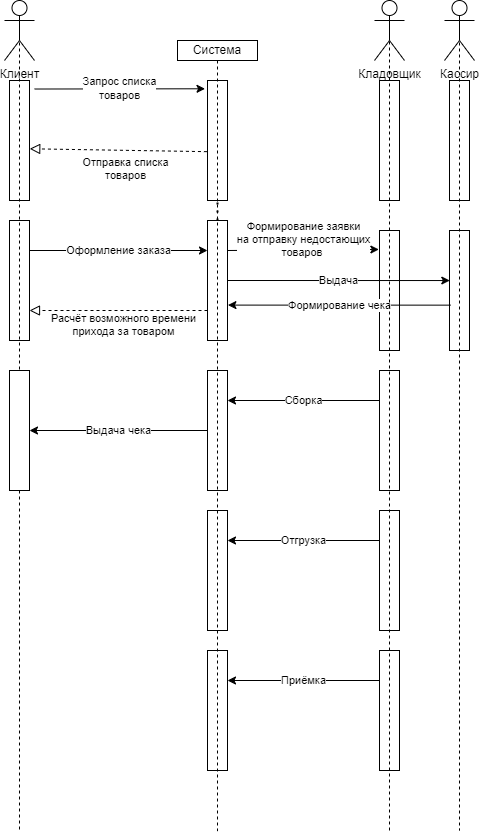 Система
Клиент
Кладовщик
Кассир
Запрос списка
товаров
Отправка списка
товаров
Формирование заявки
на отправку недостающих
товаров
Оформление заказа
Выдача
Формирование чека
Расчёт возможного времени
прихода за товаром
Сборка
Выдача чека
Отгрузка
Приёмка